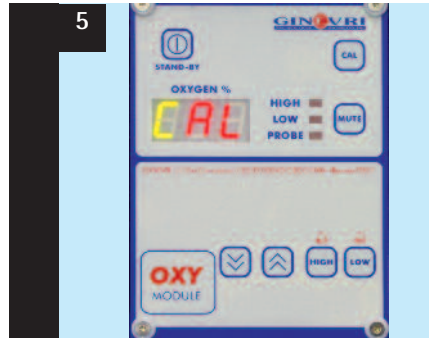 5
GINEVRI
STAND-BY
CAL
OXYGEN %
CAL
HIGH
LOW
PROBE
MUTE
HIGH
LOW
OXY
MODULE